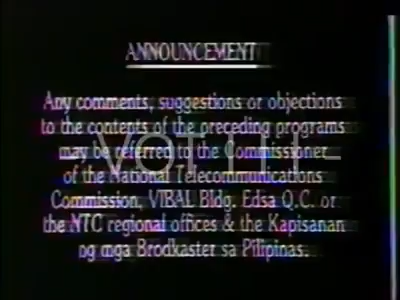 ANNOUNCEMENT
Any comments, suggestions or objections
to the contents of the preceding programs
may be referred to the Commissioner
of the National Telecommunications
Commission, VIBAL Bldg. Edsa Q.C. or
the NTC regional offices & the Kapisanan
ng mga Brodkaster sa Pilipinas.